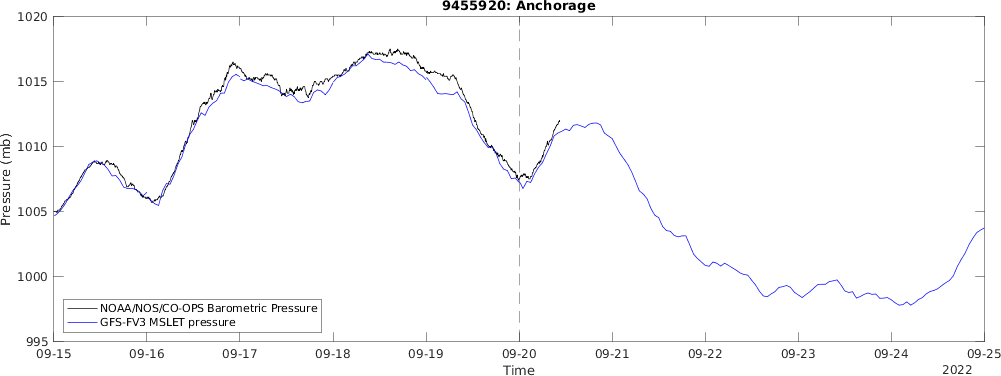 9455920: Anchorage
1020
1015
1010
1005
1000
995
Pressure (mb)
NOAA/NOS/CO-OPS Barometric Pressure
GFS-FV3 MSLET pressure
09-15 09-16 09-17 09-18 09-19 09-20 09-21 09-22 09-23 09-24 09-25
Time
2022